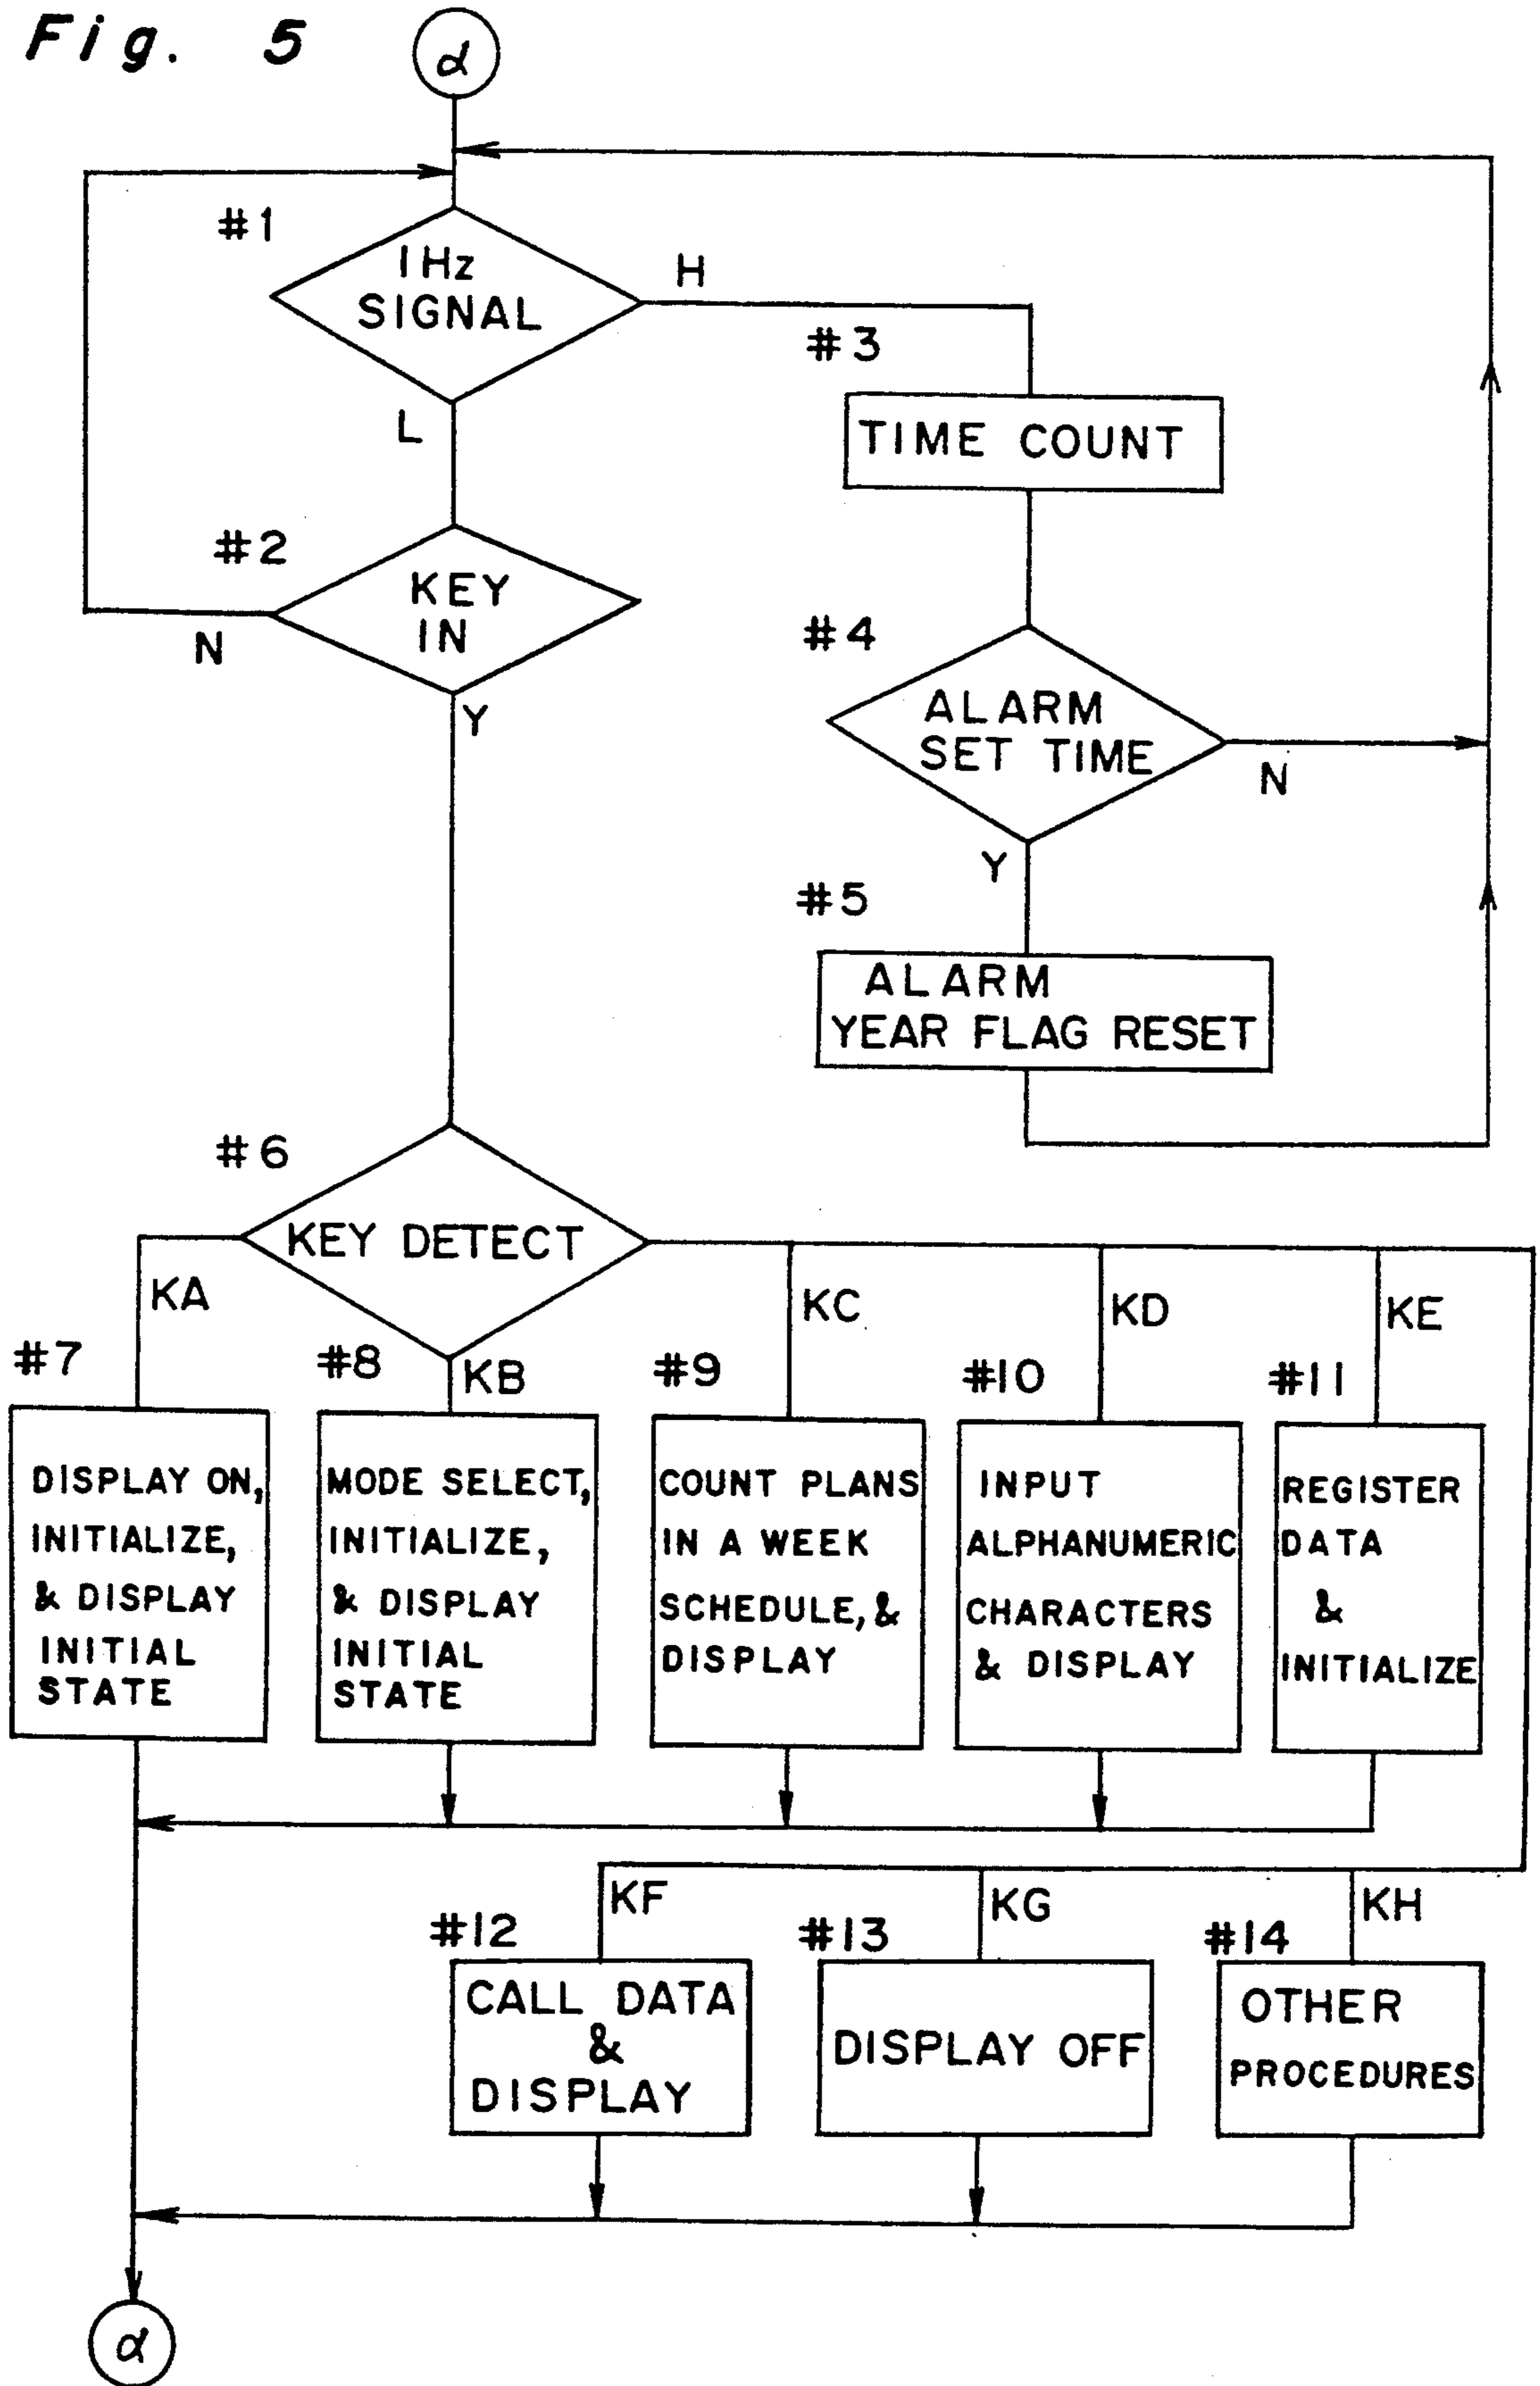 Fig. 5
α
#1
1Hz
SIGNAL
H
L
#3
TIME COUNT
#2
KEY
IN
N
Y
#4
ALARM
SET TIME
N
Y
#5
ALARM
YEAR FLAG RESET
#6
KEY DETECT
KA
KB
KC
KD
KE
#7
DISPLAY ON,
INITIALIZE,
& DISPLAY
INITIAL
STATE
#8
MODE SELECT,
INITIALIZE,
& DISPLAY
INITIAL
STATE
#9
COUNT PLANS
IN A WEEK
SCHEDULE, &
DISPLAY
#10
INPUT
ALPHANUMERIC
CHARACTERS
& DISPLAY
#11
REGISTER
DATA
&
INITIALIZE
KF
KG
KH
#12
CALL DATA
&
DISPLAY
#13
DISPLAY OFF
#14
OTHER
PROCEDURES
α